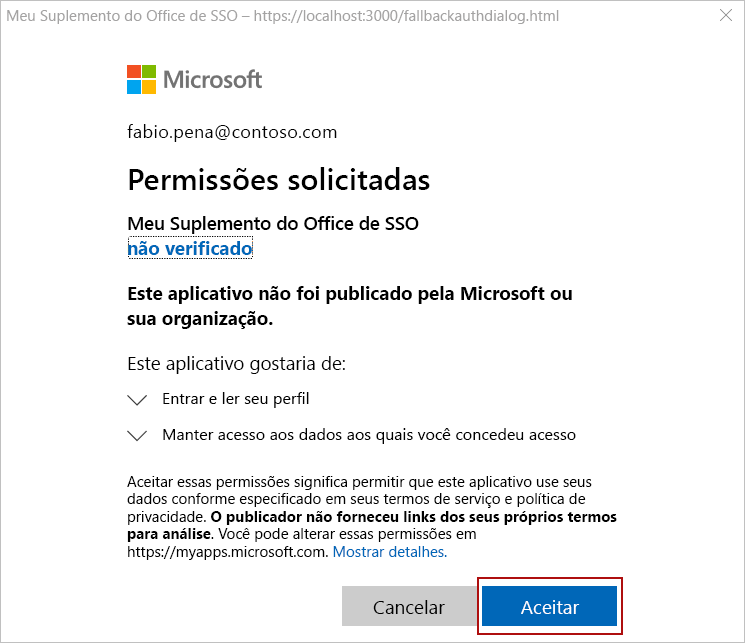 Meu Suplemento do Office de SSO – https://localhost:3000/fallbackauthdialog.html
Microsoft
fabio.pena@contoso.com
Permissões solicitadas
Meu Suplemento do Office de SSO
não verificado
Este aplicativo não foi publicado pela Microsoft ou
sua organização.
Este aplicativo gostaria de:
Entrar e ler seu perfil
Manter acesso aos dados aos quais você concedeu acesso
Aceitar essas permissões significa permitir que este aplicativo use seus
dados conforme especificado em seus termos de serviço e política de
privacidade. O publicador não forneceu links dos seus próprios termos
para análise. Você pode alterar essas permissões em
https://myapps.microsoft.com. Mostrar detalhes.
Cancelar Aceitar